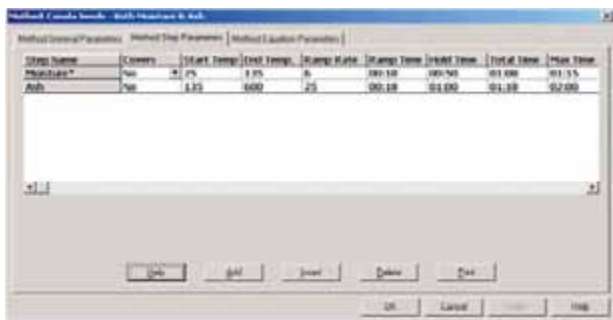 Method: Canola Seeds - Both Moisture & Ash
Method General Parameters Method Step Parameters Method Equation Parameters
Step Name Covers Start Temp End Temp. Ramp Rate Ramp Time Hold Time Total Time Max Time
Moisture* No 25 135 6 00:18 00:50 01:08 01:15
Ash No 135 600 25 00:18 01:00 01:18 02:00
Add Insert Delete Print
OK Cancel Help